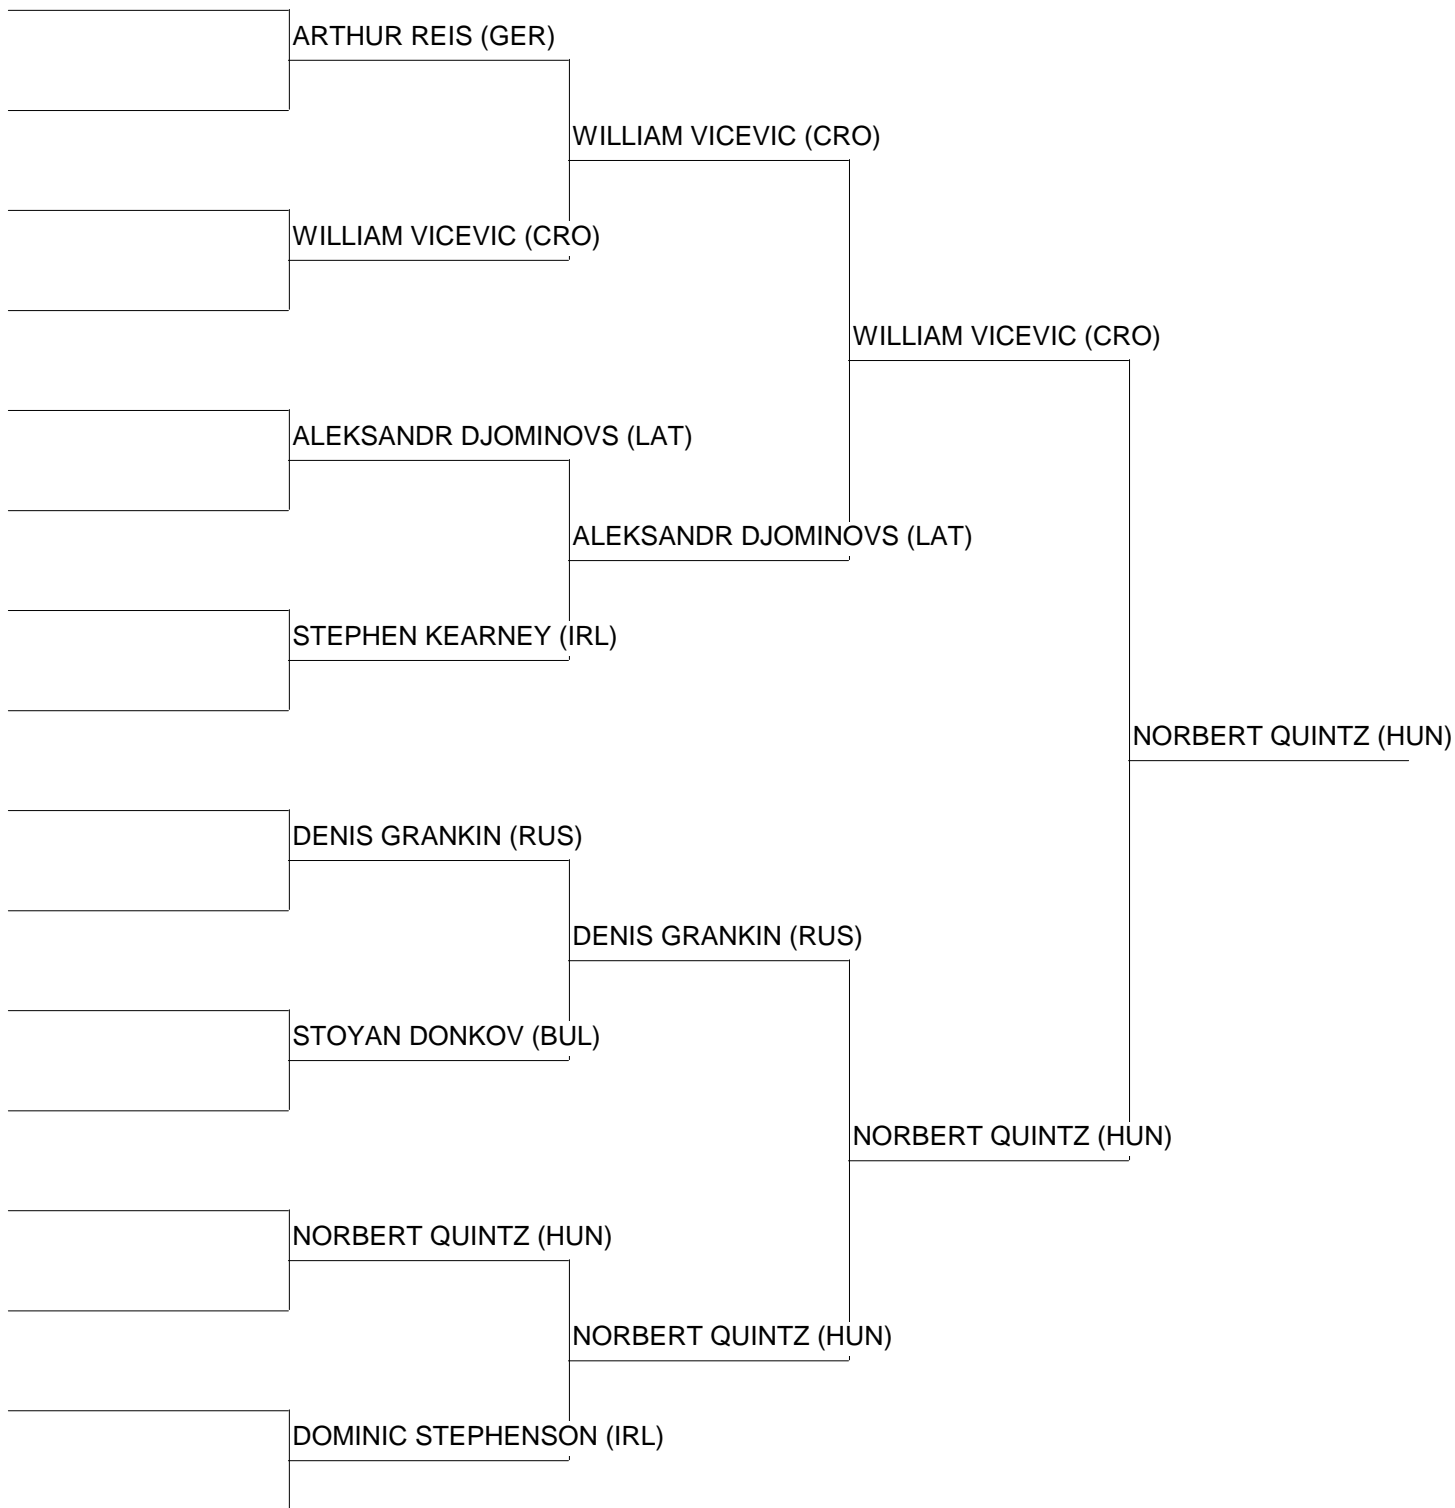 ARTHUR REIS (GER)
WILLIAM VICEVIC (CRO)
WILLIAM VICEVIC (CRO)
WILLIAM VICEVIC (CRO)
ALEKSANDR DJOMINOVS (LAT)
ALEKSANDR DJOMINOVS (LAT)
STEPHEN KEARNEY (IRL)
NORBERT QUINTZ (HUN)
DENIS GRANKIN (RUS)
DENIS GRANKIN (RUS)
STOYAN DONKOV (BUL)
NORBERT QUINTZ (HUN)
NORBERT QUINTZ (HUN)
NORBERT QUINTZ (HUN)
DOMINIC STEPHENSON (IRL)